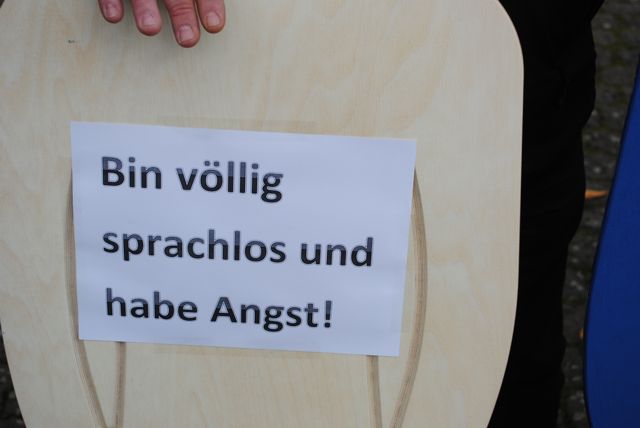 Bin völlig
sprachlos und
habe Angst!